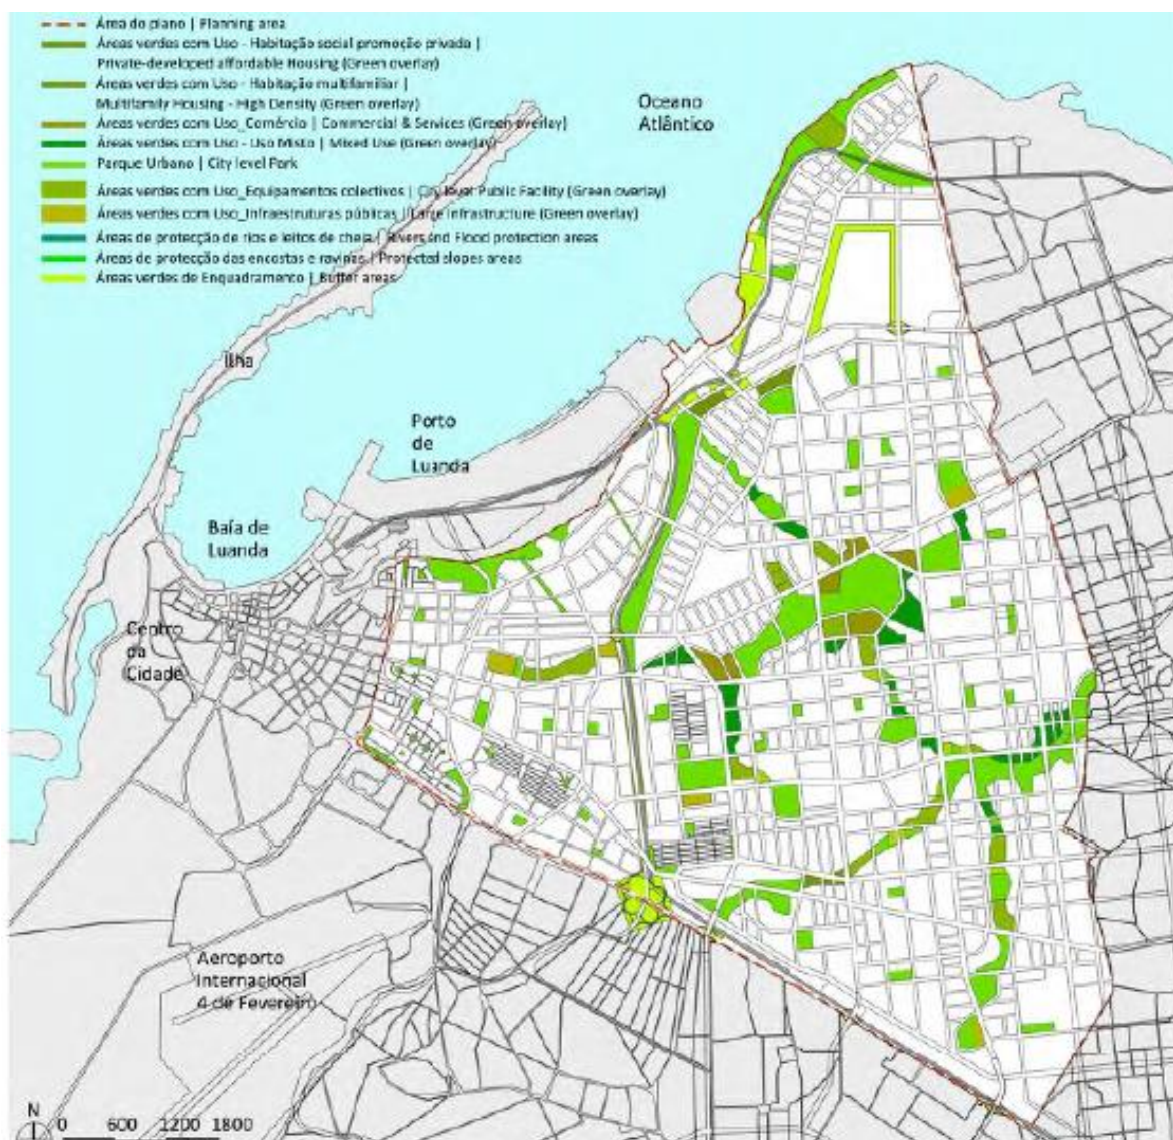 Área do plano | Planning area
Áreas verdes com Uso - Habitação social promoção privada |
Private-developed affordable Housing (Green overlay)
Áreas verdes com Uso - Habitação multifamiliar |
Multifamily Housing - High Density (Green overlay)
Áreas verdes com Uso_Comércio | Commercial & Services (Green overlay)
Áreas verdes com Uso - Uso Misto | Mixed Use (Green overlay)
Parque Urbano | City level Park
Áreas verdes com Uso_Equipamentos colectivos | City level Public Facility (Green overlay)
Áreas verdes com Uso_Infraestruturas públicas | Large infrastructure (Green overlay)
Áreas de protecção de rios e leitos de cheia | Rivers and Flood protection areas
Áreas de protecção das encostas e ravinas | Protected slopes areas
Áreas verdes de Enquadramento | Buffer areas
Oceano
Atlântico
Ilha
Porto
de
Luanda
Baía de
Luanda
Centro
da
Cidade
Aeroporto
Internacional
4 de Fevereiro
N
0 600 1200 1800